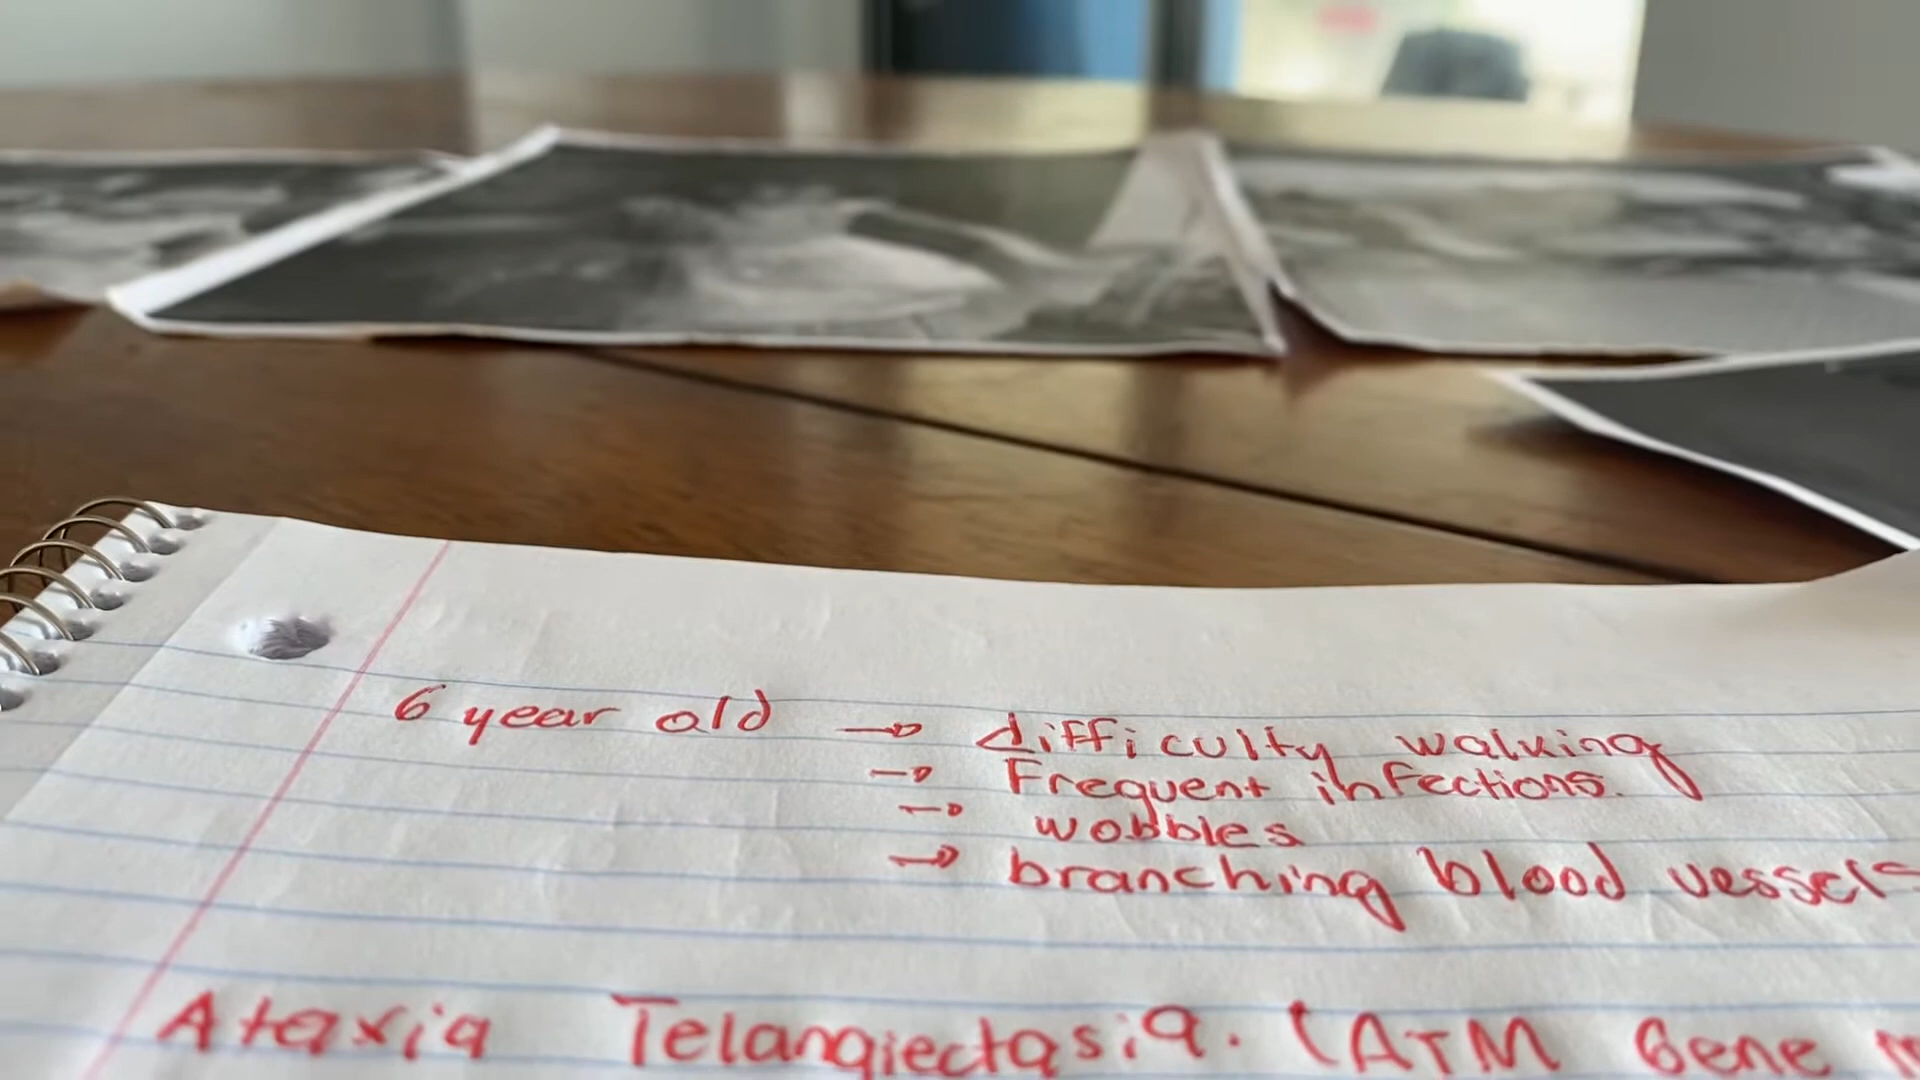 6 year old → difficulty walking
→ Frequent infections.
→ wobbles
→ branching blood vessels
Ataxia Telangiectasia. (ATM Gene